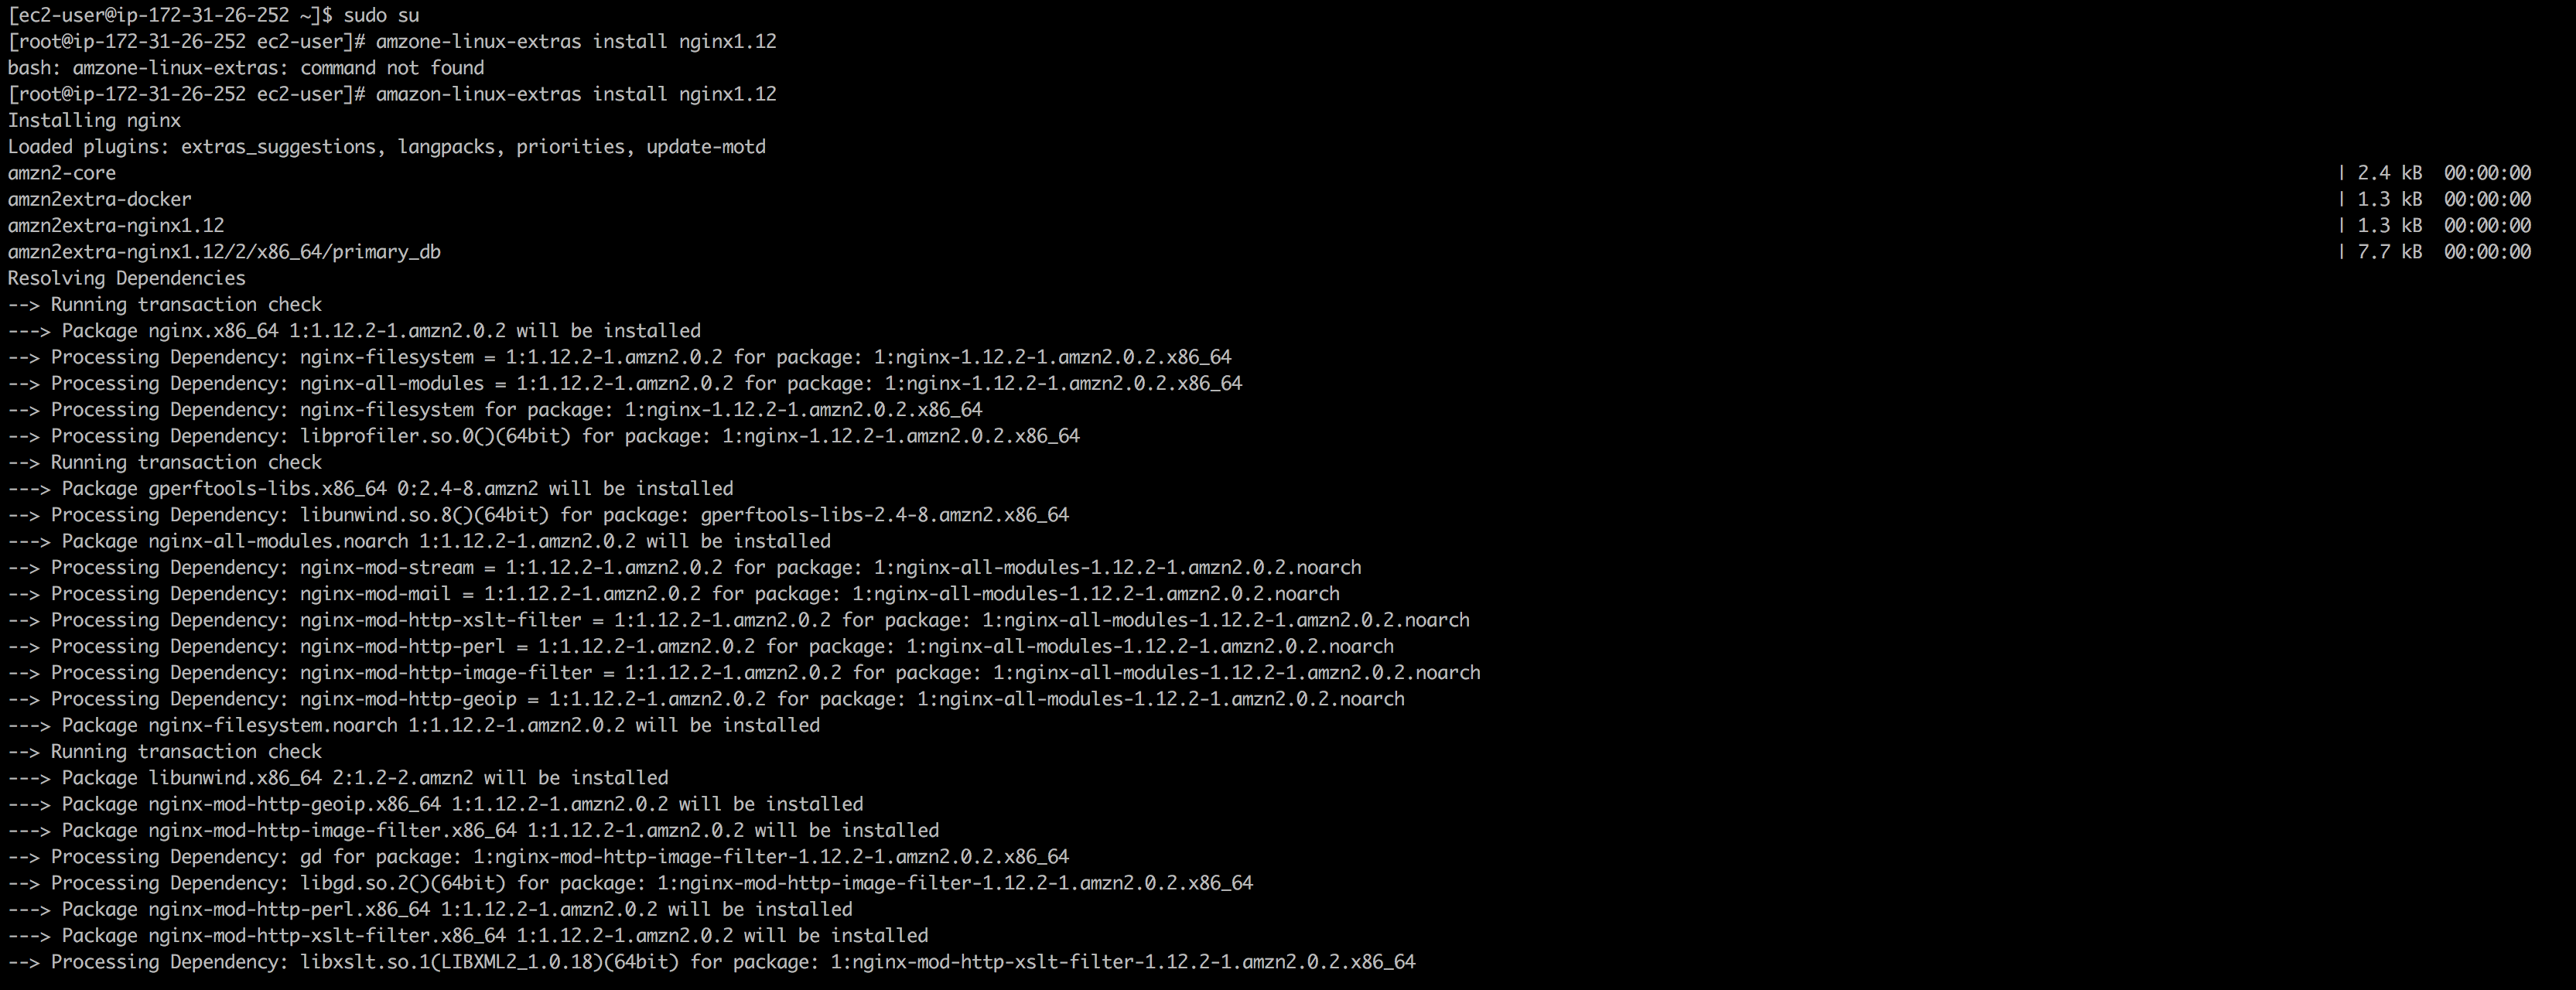 [ec2-user@ip-172-31-26-252 ~]$ sudo su
[root@ip-172-31-26-252 ec2-user]# amzone-linux-extras install nginx1.12
bash: amzone-linux-extras: command not found
[root@ip-172-31-26-252 ec2-user]# amazon-linux-extras install nginx1.12
Installing nginx
Loaded plugins: extras_suggestions, langpacks, priorities, update-motd
amzn2-core | 2.4 kB 00:00:00
amzn2extra-docker | 1.3 kB 00:00:00
amzn2extra-nginx1.12 | 1.3 kB 00:00:00
amzn2extra-nginx1.12/2/x86_64/primary_db | 7.7 kB 00:00:00
Resolving Dependencies
--> Running transaction check
---> Package nginx.x86_64 1:1.12.2-1.amzn2.0.2 will be installed
--> Processing Dependency: nginx-filesystem = 1:1.12.2-1.amzn2.0.2 for package: 1:nginx-1.12.2-1.amzn2.0.2.x86_64
--> Processing Dependency: nginx-all-modules = 1:1.12.2-1.amzn2.0.2 for package: 1:nginx-1.12.2-1.amzn2.0.2.x86_64
--> Processing Dependency: nginx-filesystem for package: 1:nginx-1.12.2-1.amzn2.0.2.x86_64
--> Processing Dependency: libprofiler.so.0()(64bit) for package: 1:nginx-1.12.2-1.amzn2.0.2.x86_64
--> Running transaction check
---> Package gperftools-libs.x86_64 0:2.4-8.amzn2 will be installed
--> Processing Dependency: libunwind.so.8()(64bit) for package: gperftools-libs-2.4-8.amzn2.x86_64
---> Package nginx-all-modules.noarch 1:1.12.2-1.amzn2.0.2 will be installed
--> Processing Dependency: nginx-mod-stream = 1:1.12.2-1.amzn2.0.2 for package: 1:nginx-all-modules-1.12.2-1.amzn2.0.2.noarch
--> Processing Dependency: nginx-mod-mail = 1:1.12.2-1.amzn2.0.2 for package: 1:nginx-all-modules-1.12.2-1.amzn2.0.2.noarch
--> Processing Dependency: nginx-mod-http-xslt-filter = 1:1.12.2-1.amzn2.0.2 for package: 1:nginx-all-modules-1.12.2-1.amzn2.0.2.noarch
--> Processing Dependency: nginx-mod-http-perl = 1:1.12.2-1.amzn2.0.2 for package: 1:nginx-all-modules-1.12.2-1.amzn2.0.2.noarch
--> Processing Dependency: nginx-mod-http-image-filter = 1:1.12.2-1.amzn2.0.2 for package: 1:nginx-all-modules-1.12.2-1.amzn2.0.2.noarch
--> Processing Dependency: nginx-mod-http-geoip = 1:1.12.2-1.amzn2.0.2 for package: 1:nginx-all-modules-1.12.2-1.amzn2.0.2.noarch
---> Package nginx-filesystem.noarch 1:1.12.2-1.amzn2.0.2 will be installed
--> Running transaction check
---> Package libunwind.x86_64 2:1.2-2.amzn2 will be installed
---> Package nginx-mod-http-geoip.x86_64 1:1.12.2-1.amzn2.0.2 will be installed
---> Package nginx-mod-http-image-filter.x86_64 1:1.12.2-1.amzn2.0.2 will be installed
--> Processing Dependency: gd for package: 1:nginx-mod-http-image-filter-1.12.2-1.amzn2.0.2.x86_64
--> Processing Dependency: libgd.so.2()(64bit) for package: 1:nginx-mod-http-image-filter-1.12.2-1.amzn2.0.2.x86_64
---> Package nginx-mod-http-perl.x86_64 1:1.12.2-1.amzn2.0.2 will be installed
---> Package nginx-mod-http-xslt-filter.x86_64 1:1.12.2-1.amzn2.0.2 will be installed
--> Processing Dependency: libxslt.so.1(LIBXML2_1.0.18)(64bit) for package: 1:nginx-mod-http-xslt-filter-1.12.2-1.amzn2.0.2.x86_64